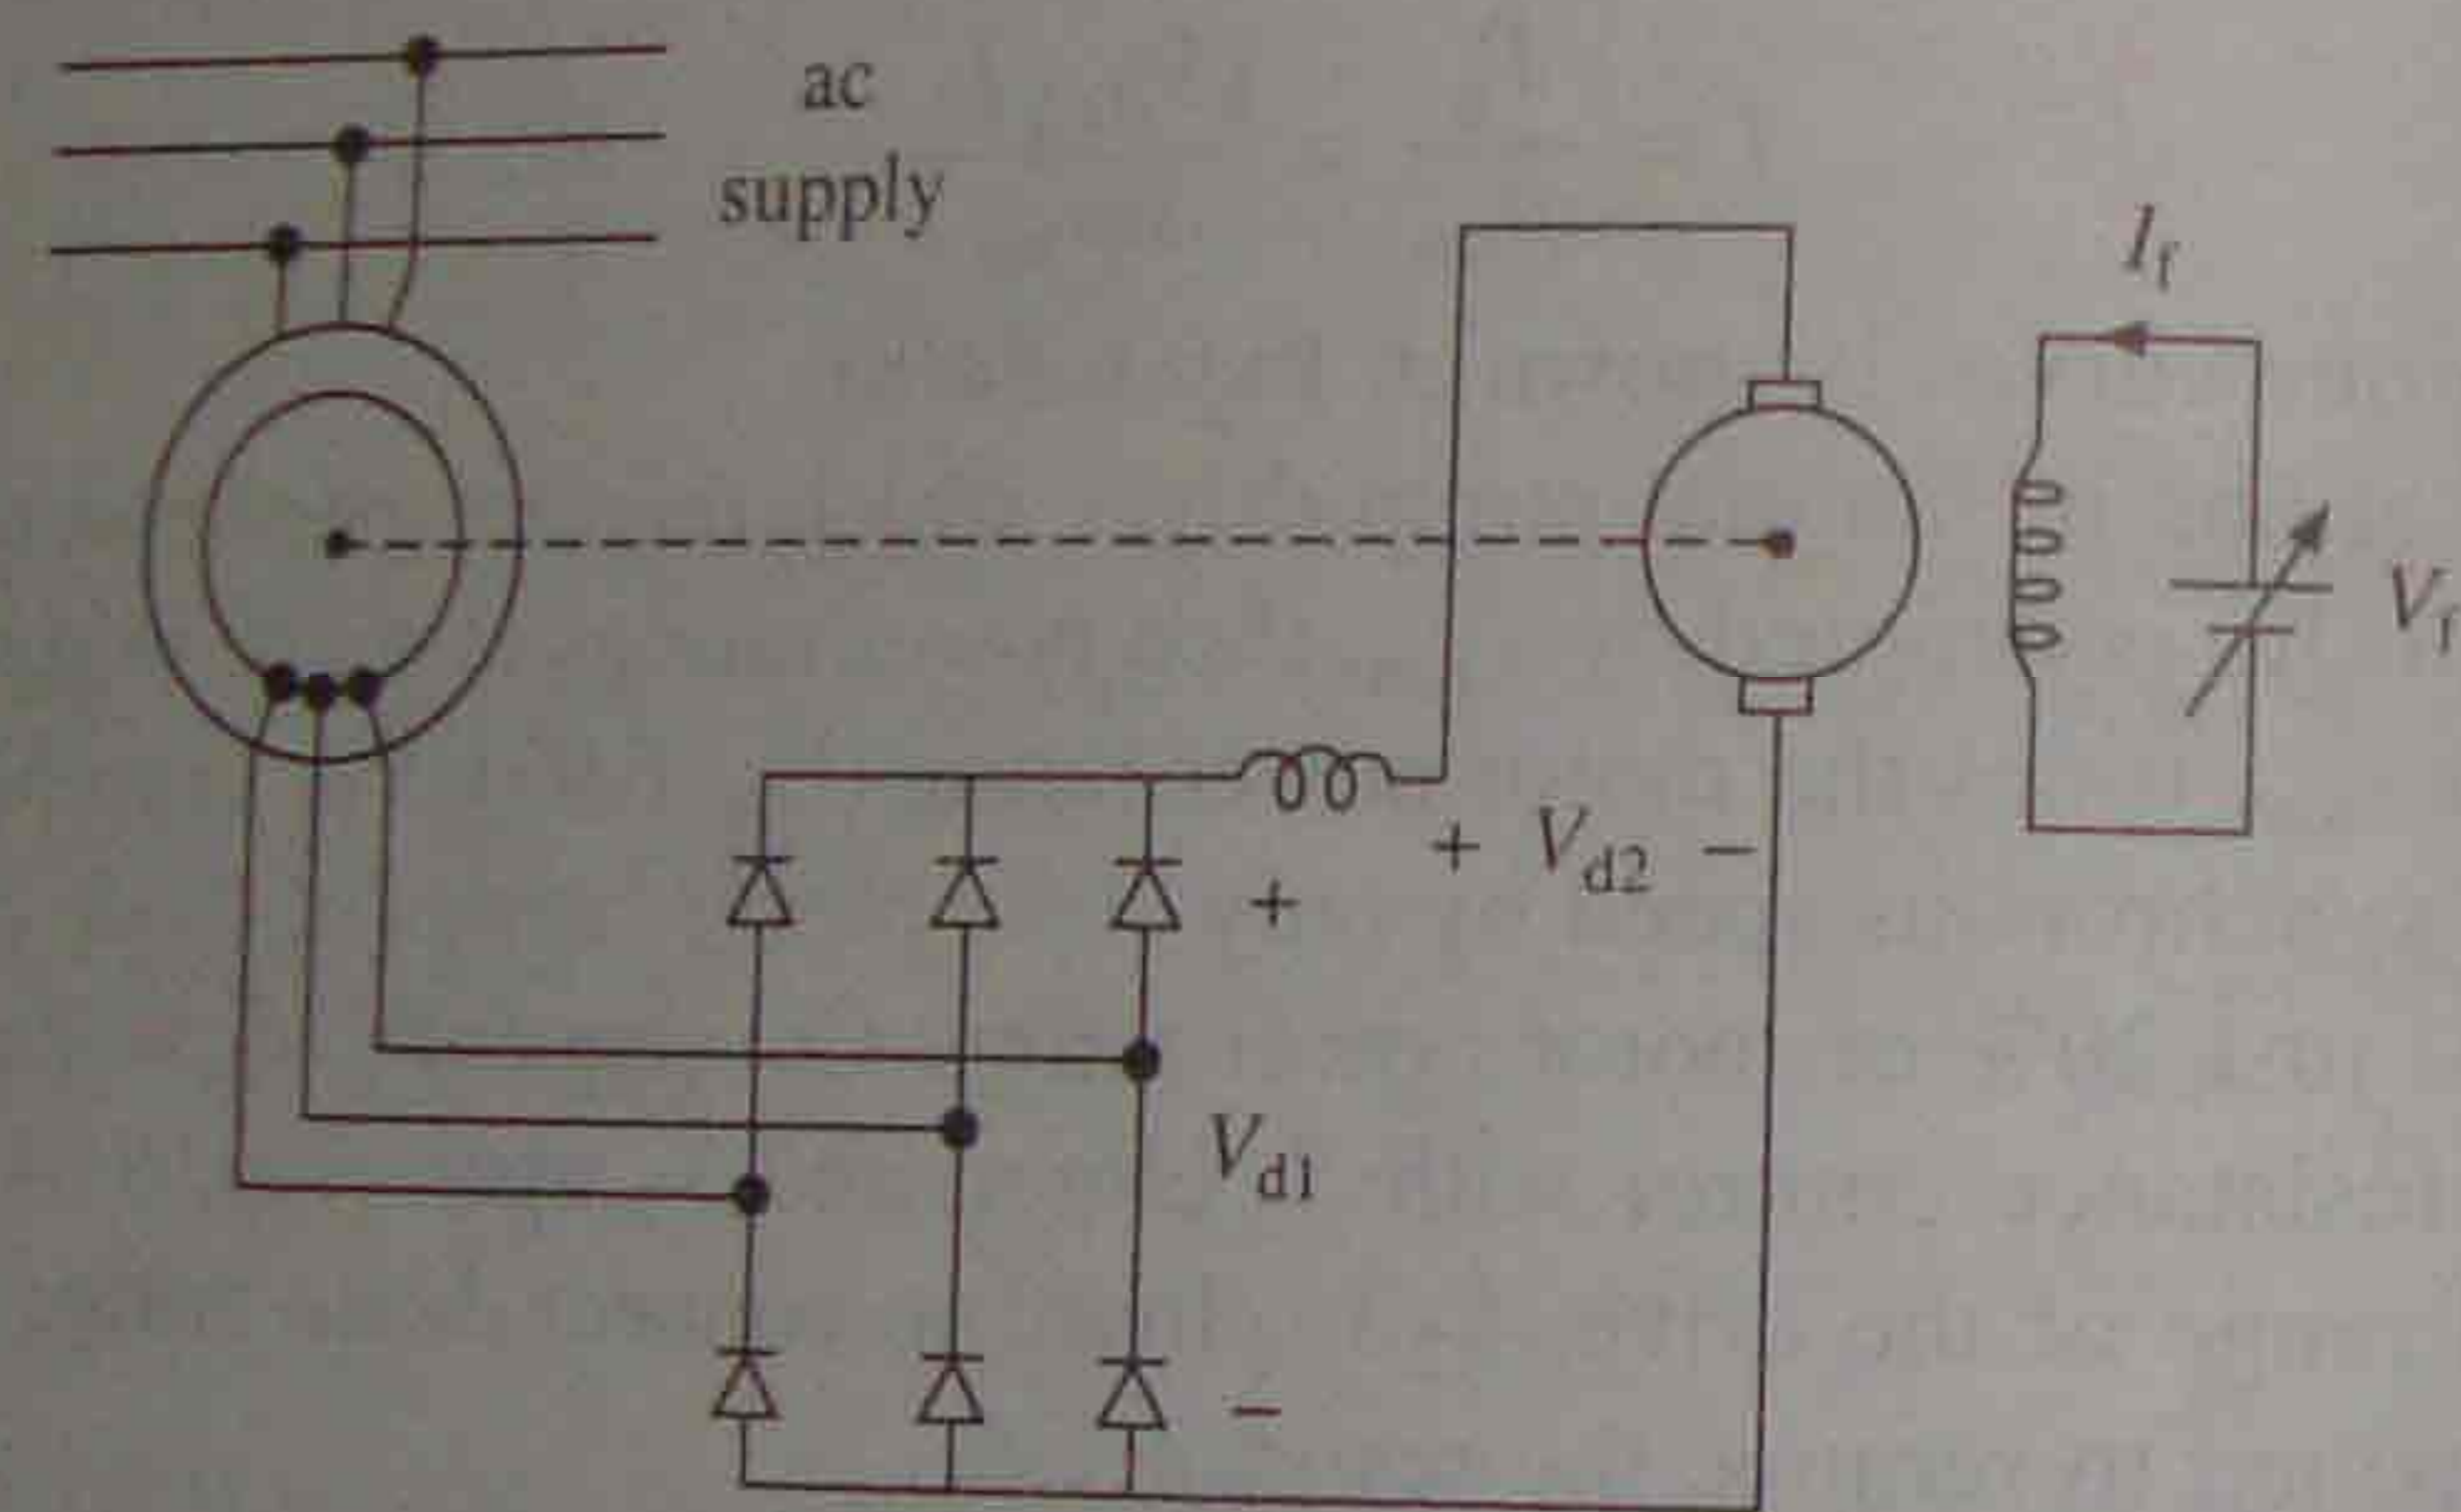 ac
supply
I_f
V_f
+ V_d2 −
+
V_d1
−